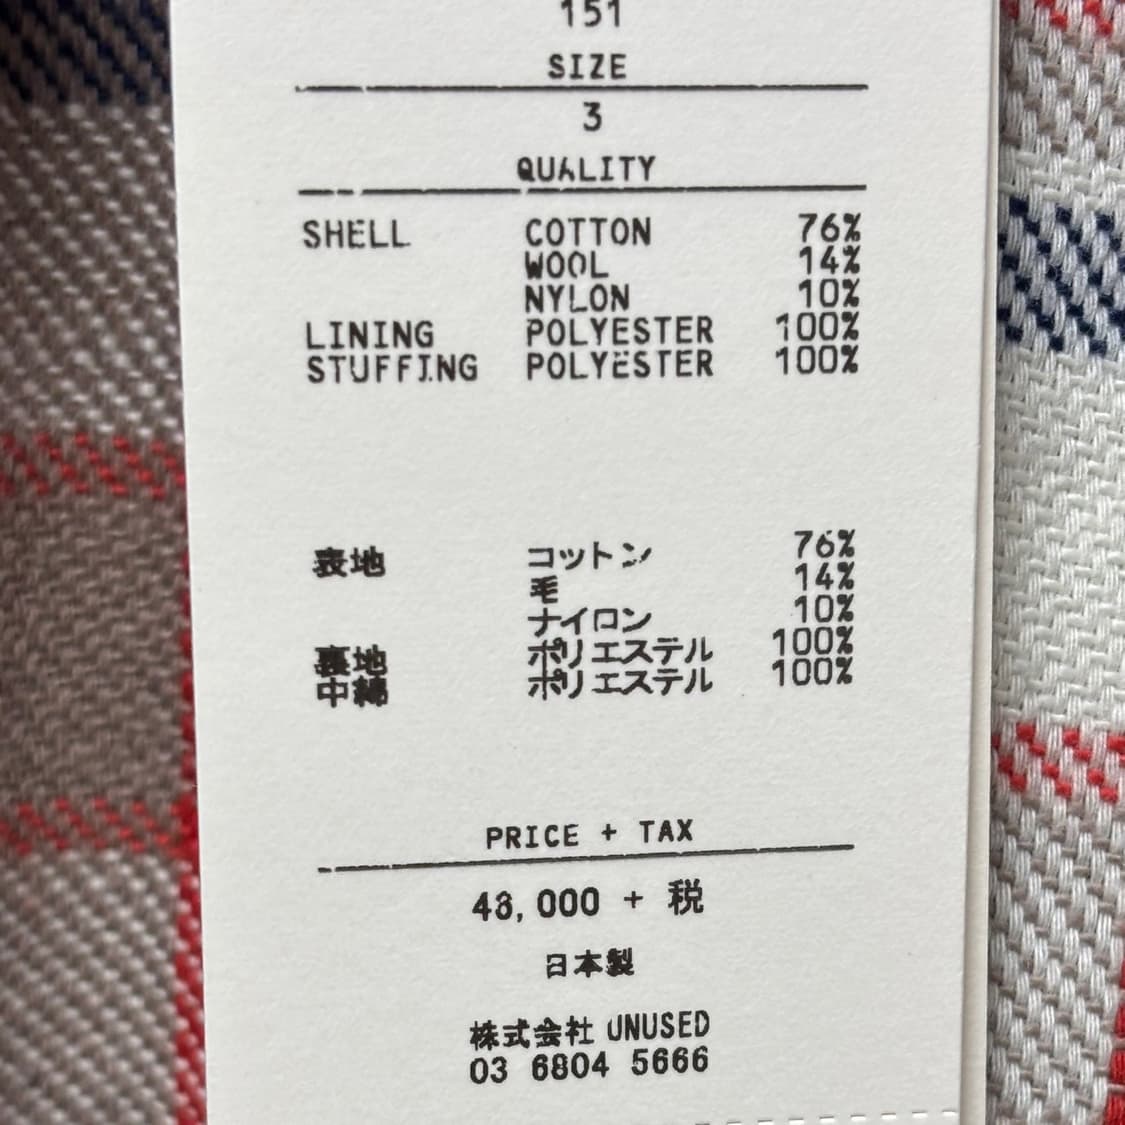 151
SIZE
3
QUALITY
SHELL COTTON 76%
WOOL 14%
NYLON 10%
LINING POLYESTER 100%
STUFFING POLYESTER 100%
表地 コットン 76%
毛 14%
ナイロン 10%
裏地 ポリエステル 100%
中綿 ポリエステル 100%
PRICE + TAX
48,000 + 税
日本製
株式会社 UNUSED
03 6804 5666